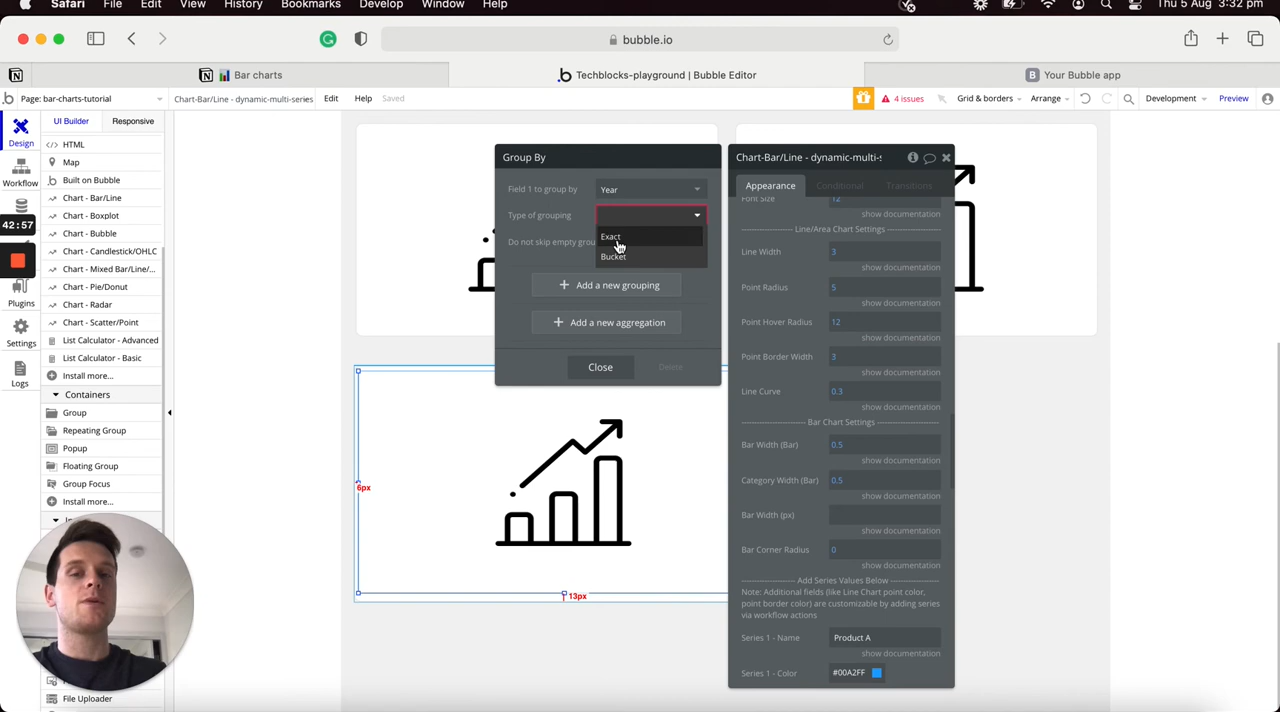 Safari File Edit View History Bookmarks Develop Window Help Thu 5 Aug 3:32 pm
bubble.io
Bar charts
Techblocks-playground | Bubble Editor
B Your Bubble app
Page: bar-charts-tutorial
Chart-Bar/Line - dynamic-multi-series
Edit
Help
Saved
4 issues
Grid & borders
Arrange
Development
Preview
Design
Workflow
42:57
Plugins
Settings
Logs
UI Builder
Responsive
HTML
Map
Built on Bubble
Chart - (Bar/Line)
Chart - Boxplot
Chart - Bubble
Chart - Candlestick/OHLC
Chart - Mixed Bar/Line/...
Chart - Pie/Donut
Chart - Radar
Chart - Scatter/Point
List Calculator - Advanced
List Calculator - Basic
Install more...
Containers
Group
Repeating Group
Popup
Floating Group
Group Focus
Install more...
File Uploader
Group By
Field 1 to group by
Year
Type of grouping
Exact
Bucket
Do not skip empty grou
Add a new grouping
Add a new aggregation
Close
Delete
6px
13px
Chart-Bar/Line - dynamic-multi-s
Appearance
Conditional
Transitions
Font Size
12
show documentation
Line/Area Chart Settings
Line Width
3
show documentation
Point Radius
5
show documentation
Point Hover Radius
12
show documentation
Point Border Width
3
show documentation
Line Curve
0.3
show documentation
Bar Chart Settings
Bar Width (Bar)
0.5
show documentation
Category Width (Bar)
0.5
show documentation
Bar Width (px)
show documentation
Bar Corner Radius
0
show documentation
Add Series Values Below
Note: Additional fields (like Line Chart point color,
point border color) are customizable by adding series
via workflow actions
Series 1 - Name
Product A
show documentation
Series 1 - Color
#00A2FF